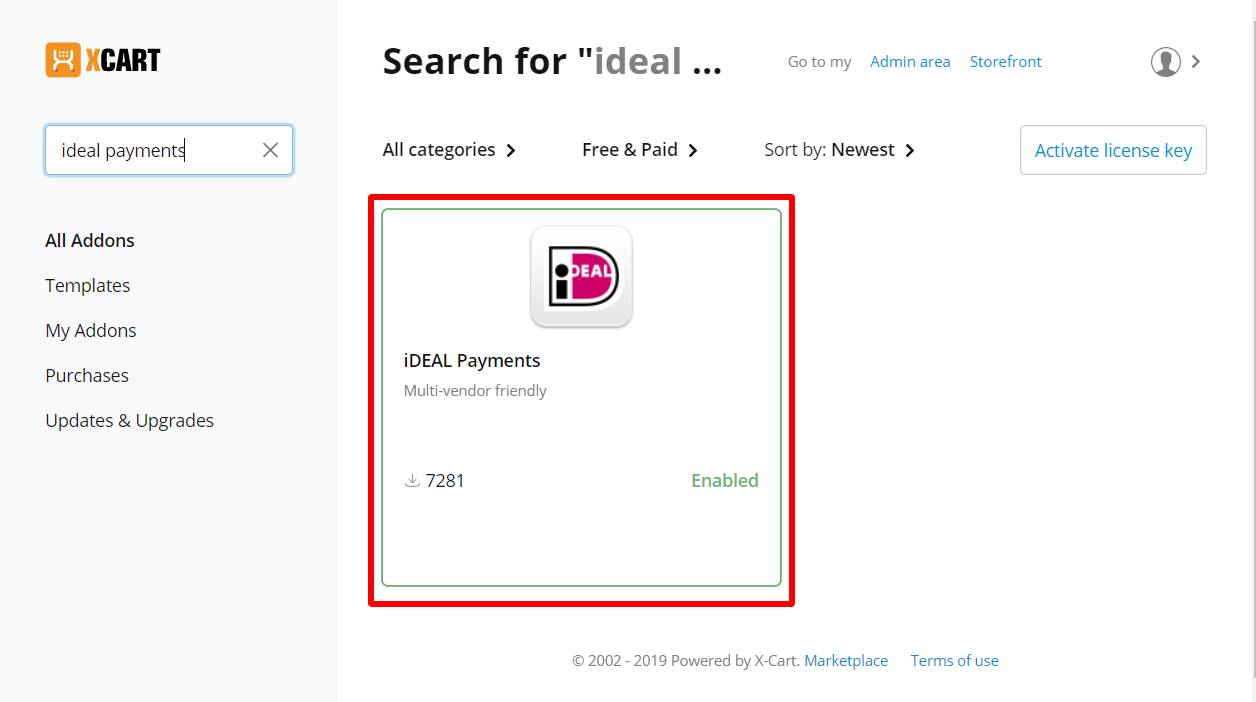 XCART
Search for "ideal ...
Go to my Admin area Storefront
ideal payments
All categories Free & Paid Sort by: Newest Activate license key
All Addons
Templates
My Addons
Purchases
Updates & Upgrades
iDEAL
iDEAL Payments
Multi-vendor friendly
7281 Enabled
© 2002 - 2019 Powered by X-Cart. Marketplace Terms of use